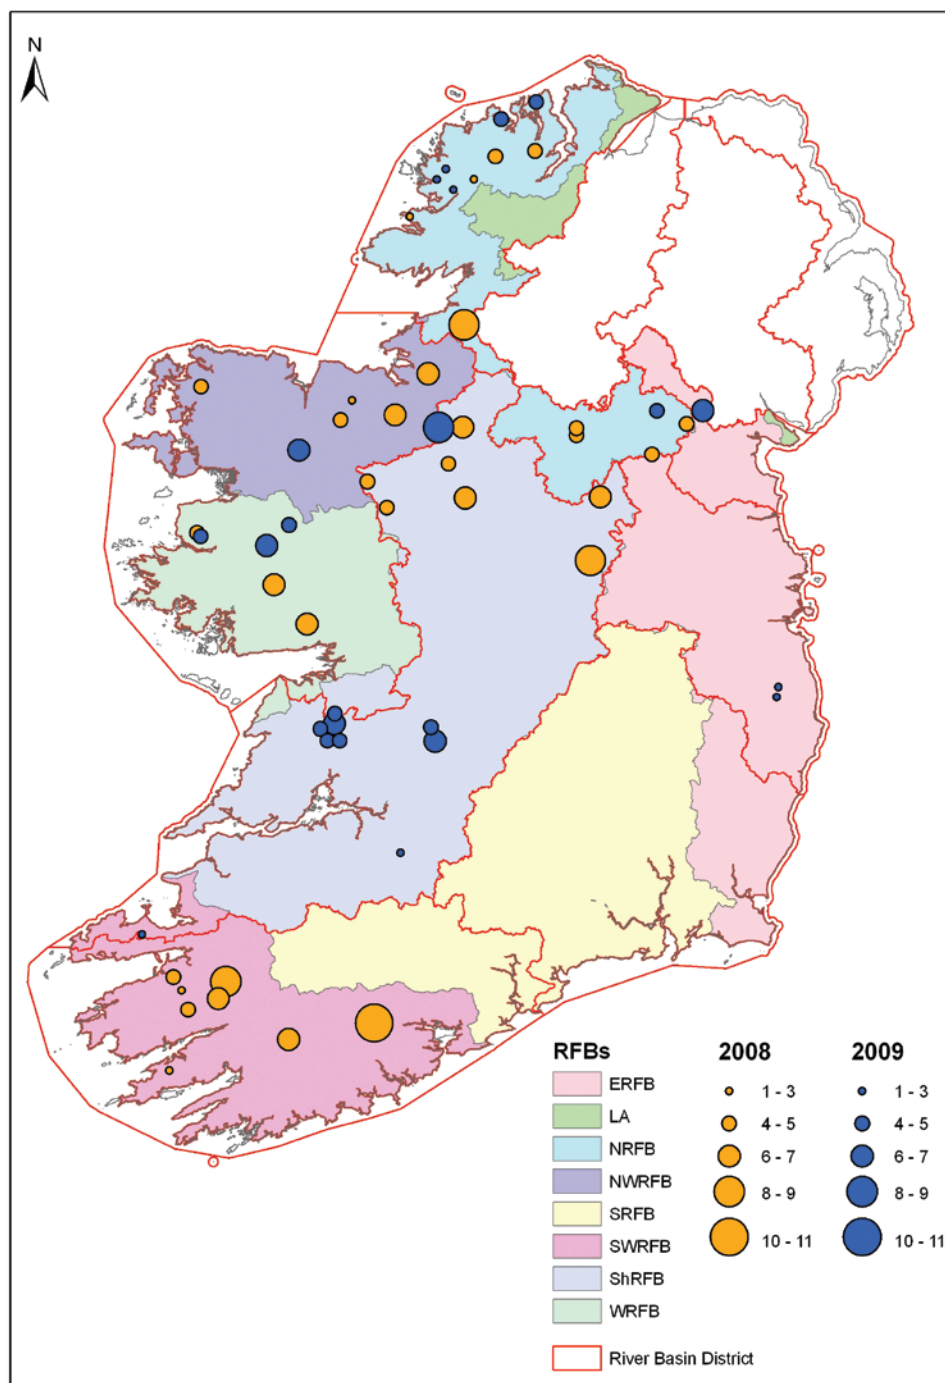 N
RFBs 2008 2009
ERFB 1 - 3 1 - 3
LA 4 - 5 4 - 5
NRFB 6 - 7 6 - 7
NWRFB 8 - 9 8 - 9
SRFB
SWRFB 10 - 11 10 - 11
ShRFB
WRFB
River Basin District